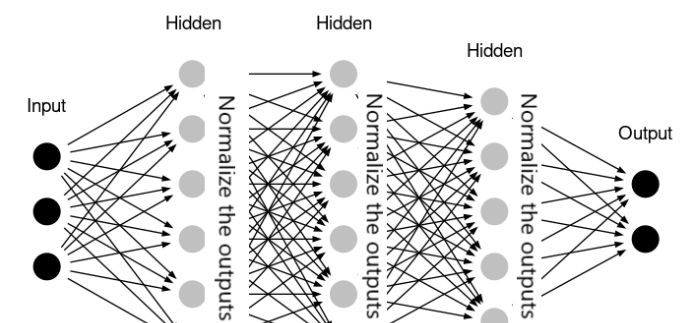 Hidden
Hidden
Hidden
Input
Output
Normalize the outputs
Normalize the outputs
Normalize the outputs